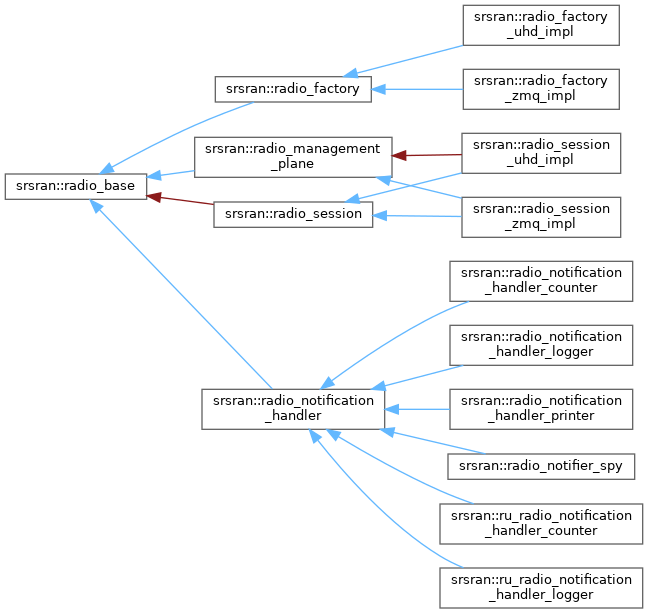 srsran::radio_factory
_uhd_impl
srsran::radio_factory
srsran::radio_factory
_zmq_impl
srsran::radio_management
_plane
srsran::radio_session
_uhd_impl
srsran::radio_base
srsran::radio_session
srsran::radio_session
_zmq_impl
srsran::radio_notification
_handler_counter
srsran::radio_notification
_handler_logger
srsran::radio_notification
_handler
srsran::radio_notification
_handler_printer
srsran::radio_notifier_spy
srsran::ru_radio_notification
_handler_counter
srsran::ru_radio_notification
_handler_logger